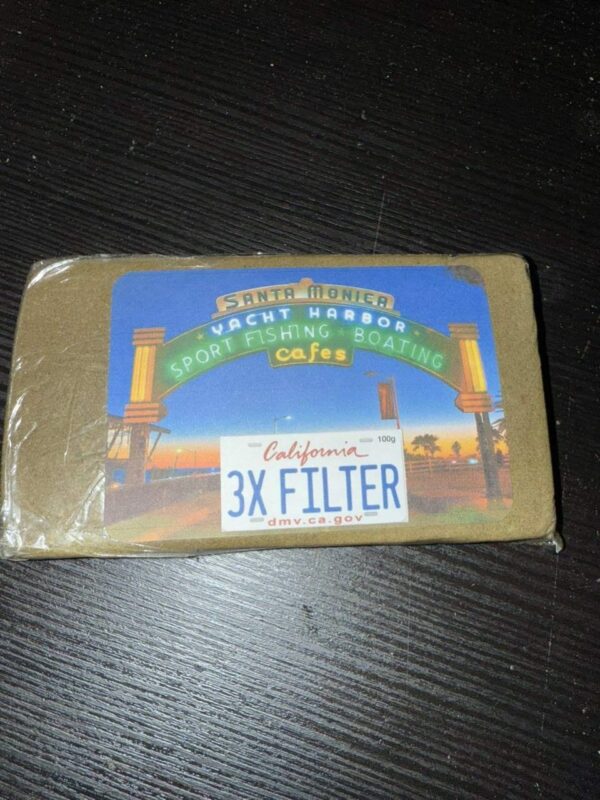 SANTA MONICA
YACHT HARBOR
SPORT FISHING BOATING
cafes
100g
California
3X FILTER
dmv.ca.gov